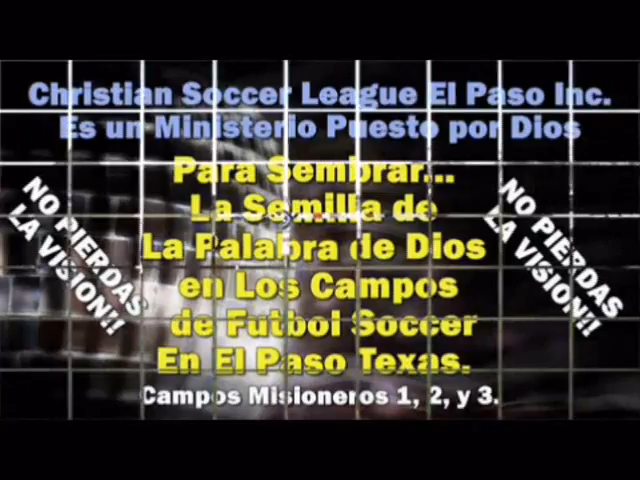 Christian Soccer League El Paso Inc.
Es un Ministerio Puesto por Dios
Para Sembrar...
La Semilla de
La Palabra de Dios
en Los Campos
de Futbol Soccer
En El Paso Texas.
Campos Misioneros 1, 2, y 3.
NO PIERDAS
LA VISION!!
NO PIERDAS
LA VISION!!